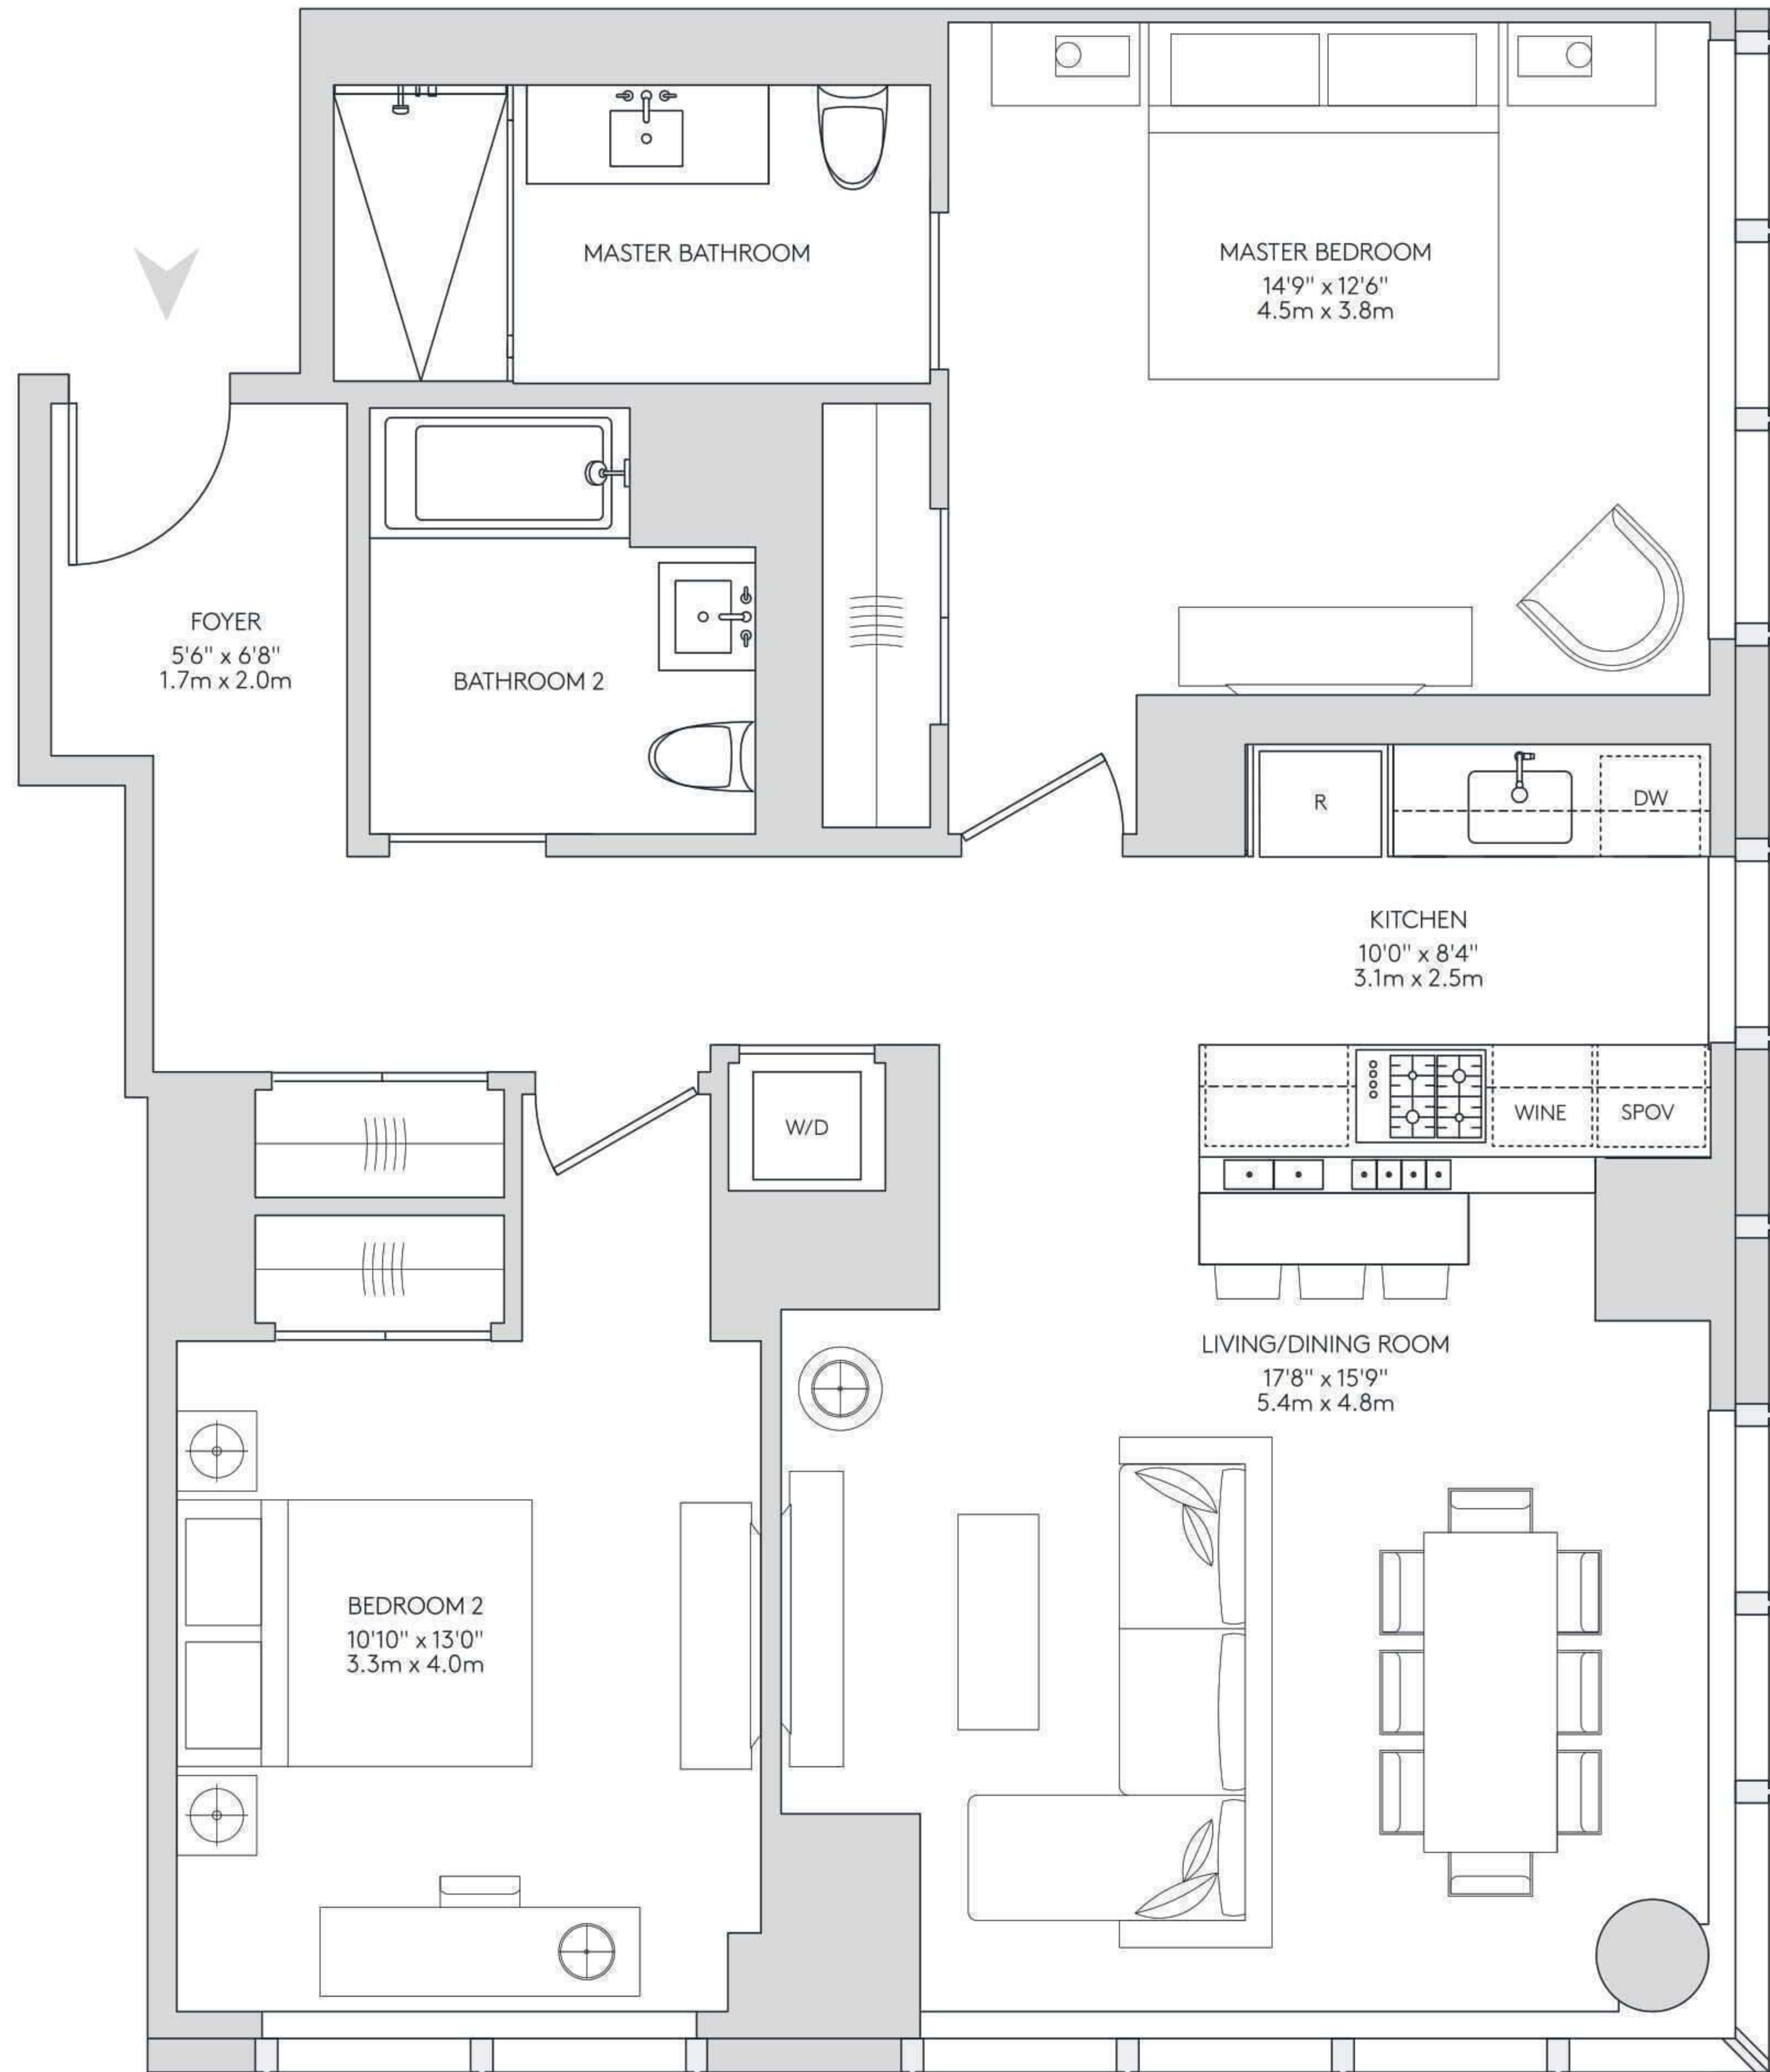 MASTER BATHROOM
MASTER BEDROOM
14'9" x 12'6"
4.5m x 3.8m
FOYER
5'6" x 6'8"
1.7m x 2.0m
BATHROOM 2
R
DW
KITCHEN
10'0" x 8'4"
3.1m x 2.5m
W/D
WINE
SPOV
LIVING/DINING ROOM
17'8" x 15'9"
5.4m x 4.8m
BEDROOM 2
10'10" x 13'0"
3.3m x 4.0m